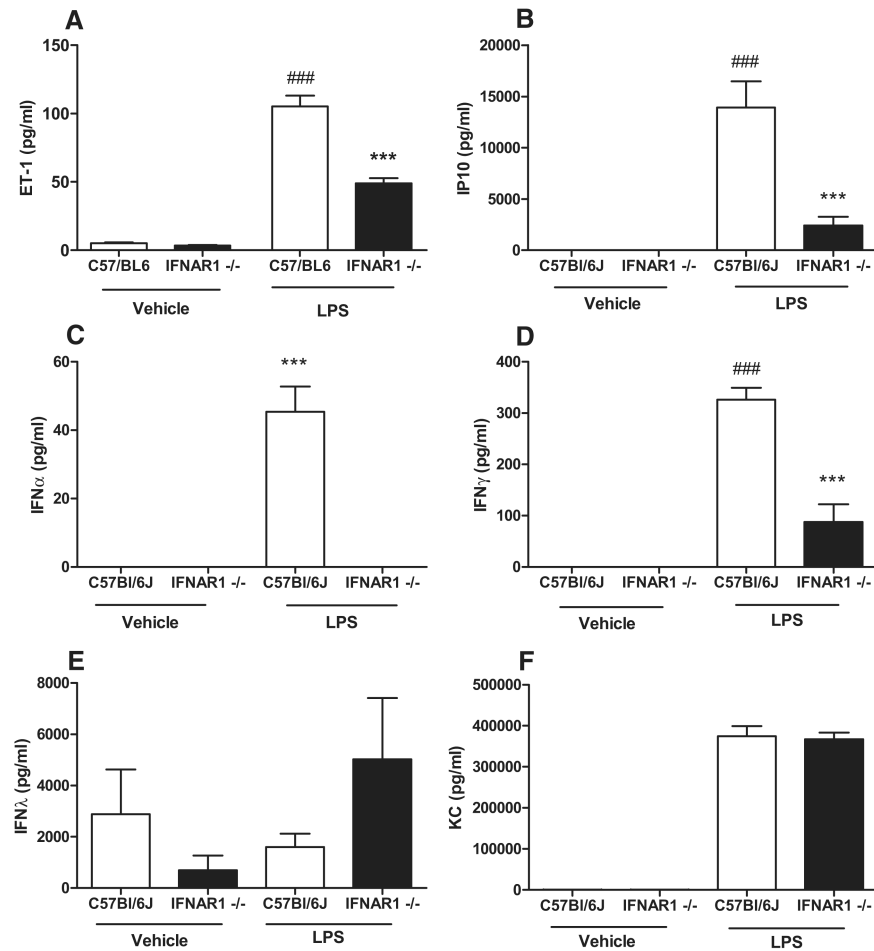 A
ET-1 (pg/ml)
150
100
50
0
###
***
C57/BL6 IFNAR1 -/- C57/BL6 IFNAR1 -/-
Vehicle LPS
B
IP10 (pg/ml)
20000
15000
10000
5000
0
###
***
C57Bl/6J IFNAR1 -/- C57Bl/6J IFNAR1 -/-
Vehicle LPS
C
IFNα (pg/ml)
60
40
20
0
***
C57Bl/6J IFNAR1 -/- C57Bl/6J IFNAR1 -/-
Vehicle LPS
D
IFNγ (pg/ml)
400
300
200
100
0
###
***
C57Bl/6J IFNAR1 -/- C57Bl/6J IFNAR1 -/-
Vehicle LPS
E
IFNλ (pg/ml)
8000
6000
4000
2000
0
C57Bl/6J IFNAR1 -/- C57Bl/6J IFNAR1 -/-
Vehicle LPS
F
KC (pg/ml)
500000
400000
300000
200000
100000
0
C57Bl/6J IFNAR1 -/- C57Bl/6J IFNAR1 -/-
Vehicle LPS